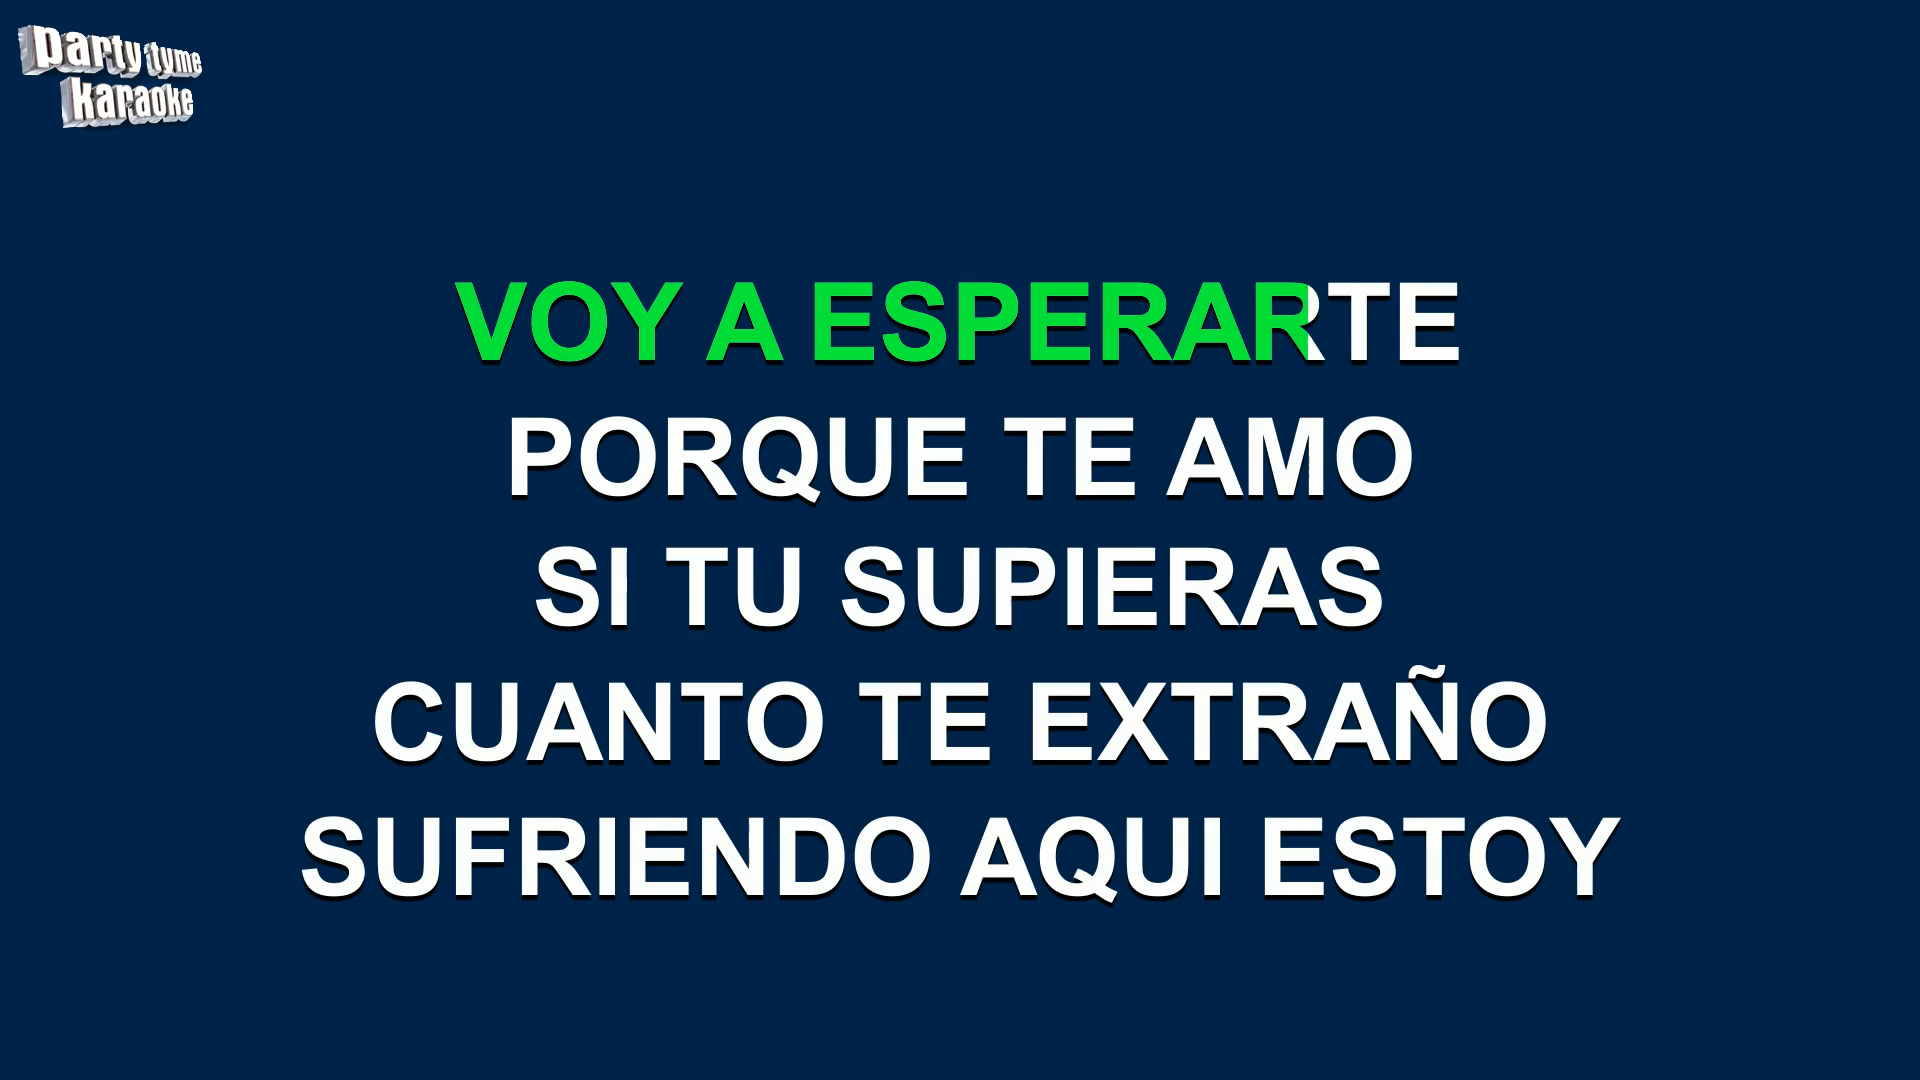 party tyme
karaoke
VOY A ESPERARTE
PORQUE TE AMO
SI TU SUPIERAS
CUANTO TE EXTRAÑO
SUFRIENDO AQUI ESTOY